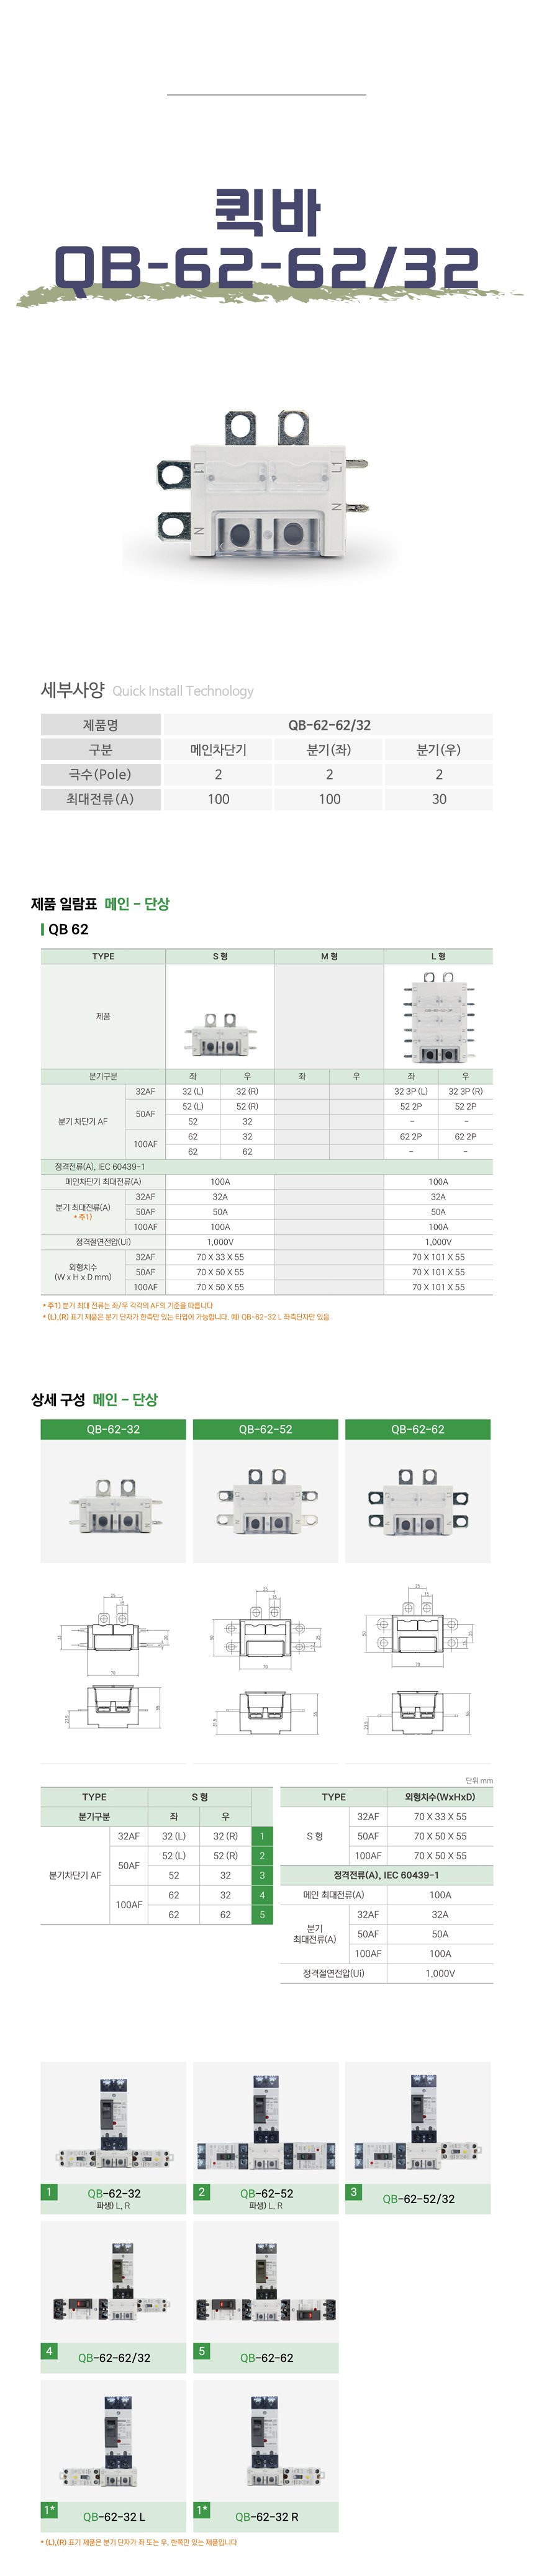 퀵바
QB-62-62/32
L1
L1
N
N
세부사양 Quick Install Technology
제품명 QB-62-62/32
구분 메인차단기 분기(좌) 분기(우)
극수(Pole) 2 2 2
최대전류(A) 100 100 30
제품 일람표 메인 - 단상
QB 62
TYPE S 형 M 형 L 형
제품
분기구분 좌 우 좌 우 좌 우
분기 차단기 AF
32AF 32 (L) 32 (R) 32 3P (L) 32 3P (R)
50AF 52 (L) 52 (R) 52 2P 52 2P
52 32 - -
100AF 62 32 62 2P 62 2P
62 62 - -
정격전류(A), IEC 60439-1
메인차단기 최대전류(A) 100A 100A
분기 최대전류(A)
* 주1)
32AF 32A 32A
50AF 50A 50A
100AF 100A 100A
정격절연전압(Ui) 1,000V 1,000V
외형치수
(W x H x D mm)
32AF 70 X 33 X 55 70 X 101 X 55
50AF 70 X 50 X 55 70 X 101 X 55
100AF 70 X 50 X 55 70 X 101 X 55
* 주1) 분기 최대 전류는 좌/우 각각의 AF의 기준을 따릅니다
* (L),(R) 표기 제품은 분기 단자가 한측만 있는 타입이 가능합니다. 예) QB-62-32 L 좌측단자만 있음
상세 구성 메인 - 단상
QB-62-32 QB-62-52 QB-62-62
25 25 25
15 15 15
70 70 70
단위 mm
TYPE S 형
분기구분 좌 우
분기차단기 AF
32AF 32 (L) 32 (R) 1
50AF 52 (L) 52 (R) 2
52 32 3
100AF 62 32 4
62 62 5
TYPE 외형치수(WxHxD)
S 형
32AF 70 X 33 X 55
50AF 70 X 50 X 55
100AF 70 X 50 X 55
정격전류(A), IEC 60439-1
메인 최대전류(A) 100A
분기
최대전류(A)
32AF 32A
50AF 50A
100AF 100A
정격절연전압(Ui) 1,000V
1 QB-62-32
파생) L, R
2 QB-62-52
파생) L, R
3 QB-62-52/32
4 QB-62-62/32
5 QB-62-62
1* QB-62-32 L
1* QB-62-32 R
* (L),(R) 표기 제품은 분기 단자가 좌 또는 우, 한쪽만 있는 제품입니다